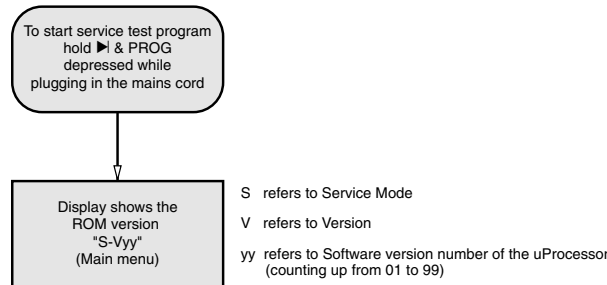 To start service test program
hold ▶| & PROG
depressed while
plugging in the mains cord
Display shows the
ROM version
"S-Vyy"
(Main menu)
S refers to Service Mode
V refers to Version
yy refers to Software version number of the uProcessor
(counting up from 01 to 99)